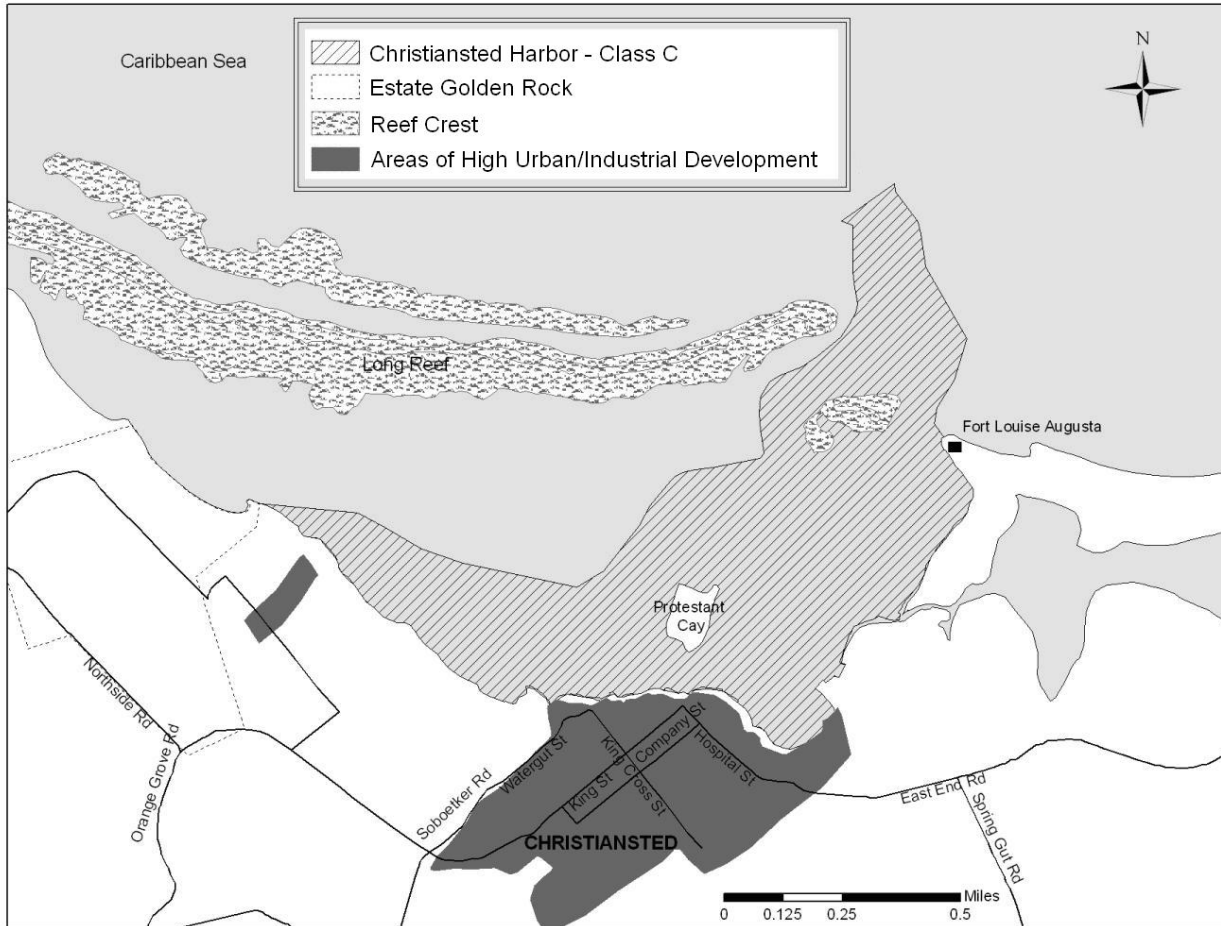 Caribbean Sea
Christiansted Harbor - Class C
Estate Golden Rock
Reef Crest
Areas of High Urban/Industrial Development
N
Long Reef
Fort Louise Augusta
Protestant
Cay
Northside Rd
Orange Grove Rd
Soboetker Rd
Watergut St
King St
King Cross St
Company St
Hospital St
East End Rd
Spring Gut Rd
CHRISTIANSTED
Miles
0 0.125 0.25 0.5